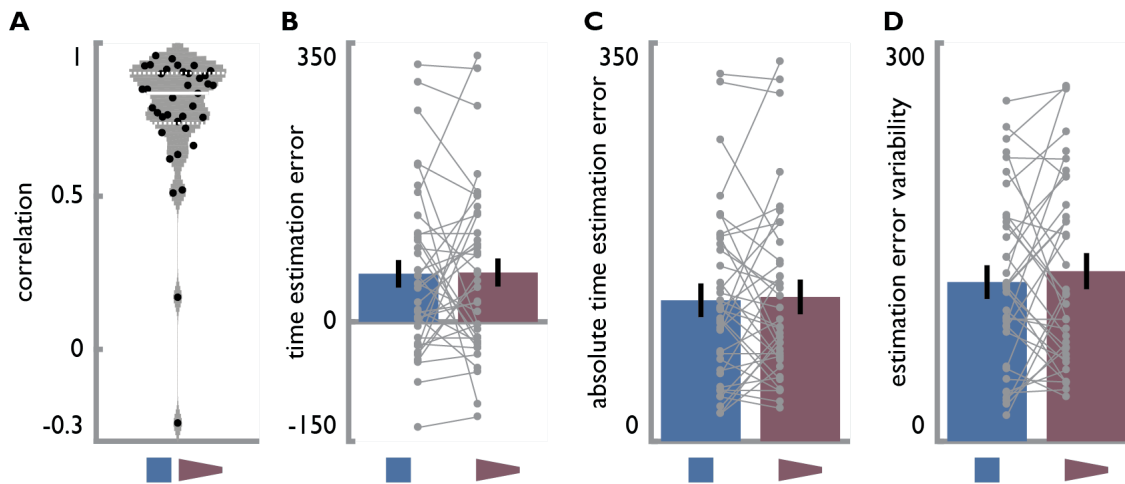 A
correlation
1
0.5
0
-0.3
B
time estimation error
350
0
-150
C
absolute time estimation error
350
0
D
estimation error variability
300
0